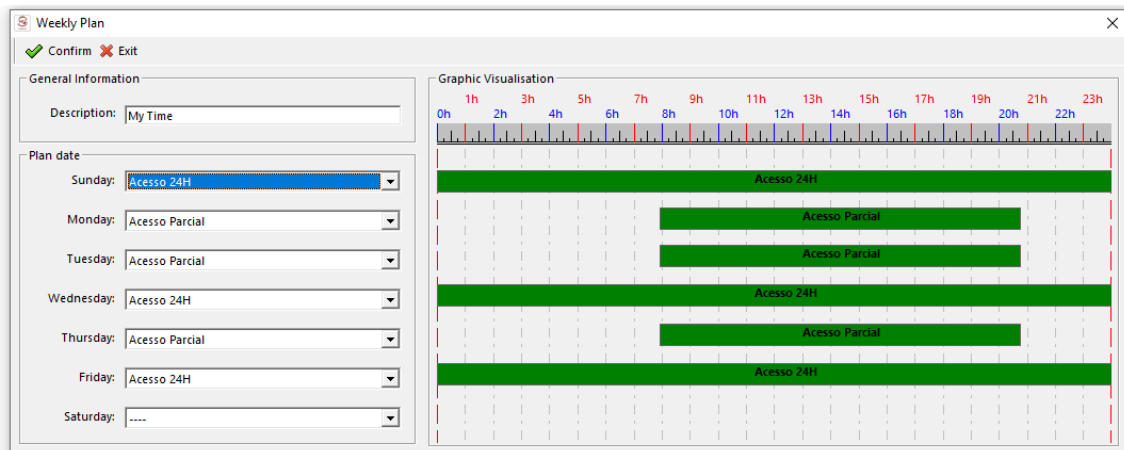 Weekly Plan
Confirm Exit
General Information
Description: My Time
Plan date
Sunday: Acesso 24H
Monday: Acesso Parcial
Tuesday: Acesso Parcial
Wednesday: Acesso 24H
Thursday: Acesso Parcial
Friday: Acesso 24H
Saturday: ----
Graphic Visualisation
1h 3h 5h 7h 9h 11h 13h 15h 17h 19h 21h 23h
0h 2h 4h 6h 8h 10h 12h 14h 16h 18h 20h 22h
Acesso 24H
Acesso Parcial
Acesso Parcial
Acesso 24H
Acesso Parcial
Acesso 24H